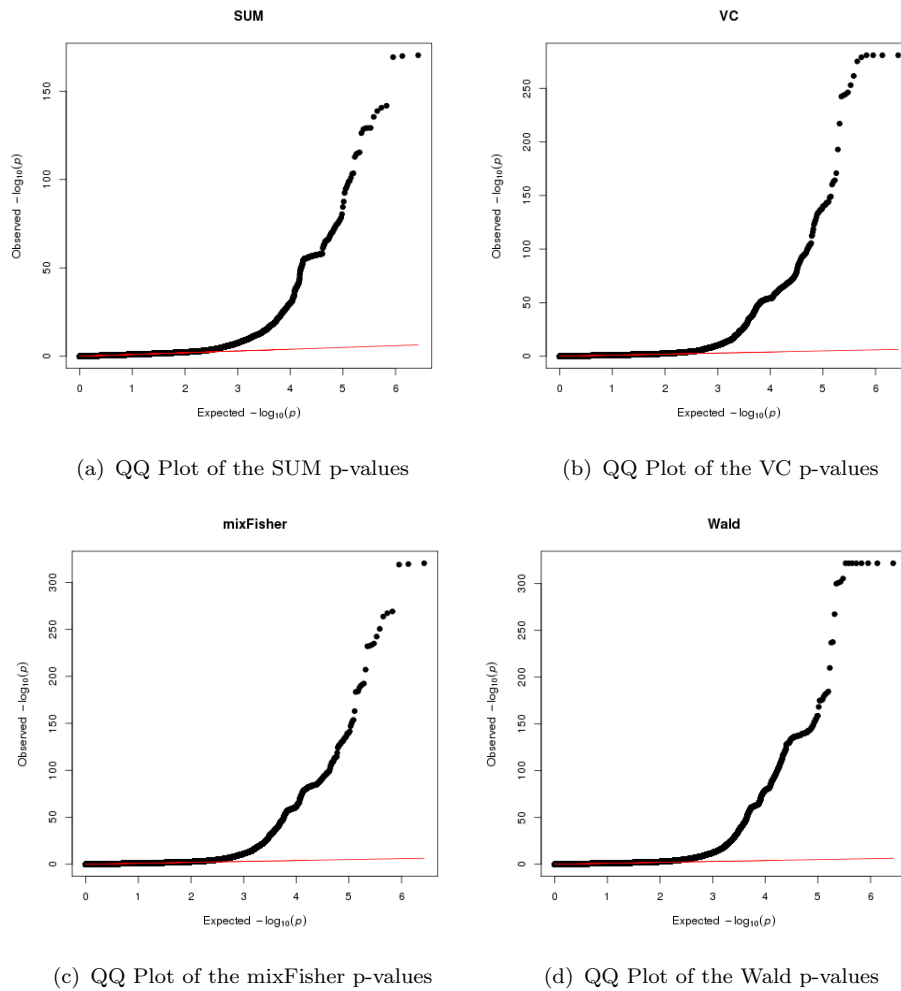 SUM
VC
150
100
50
0
Observed −log₁₀(p)
0 1 2 3 4 5 6
Expected −log₁₀(p)
250
200
150
100
50
0
Observed −log₁₀(p)
0 1 2 3 4 5 6
Expected −log₁₀(p)
(a) QQ Plot of the SUM p-values
(b) QQ Plot of the VC p-values
mixFisher
Wald
300
250
200
150
100
50
0
Observed −log₁₀(p)
0 1 2 3 4 5 6
Expected −log₁₀(p)
300
250
200
150
100
50
0
Observed −log₁₀(p)
0 1 2 3 4 5 6
Expected −log₁₀(p)
(c) QQ Plot of the mixFisher p-values
(d) QQ Plot of the Wald p-values